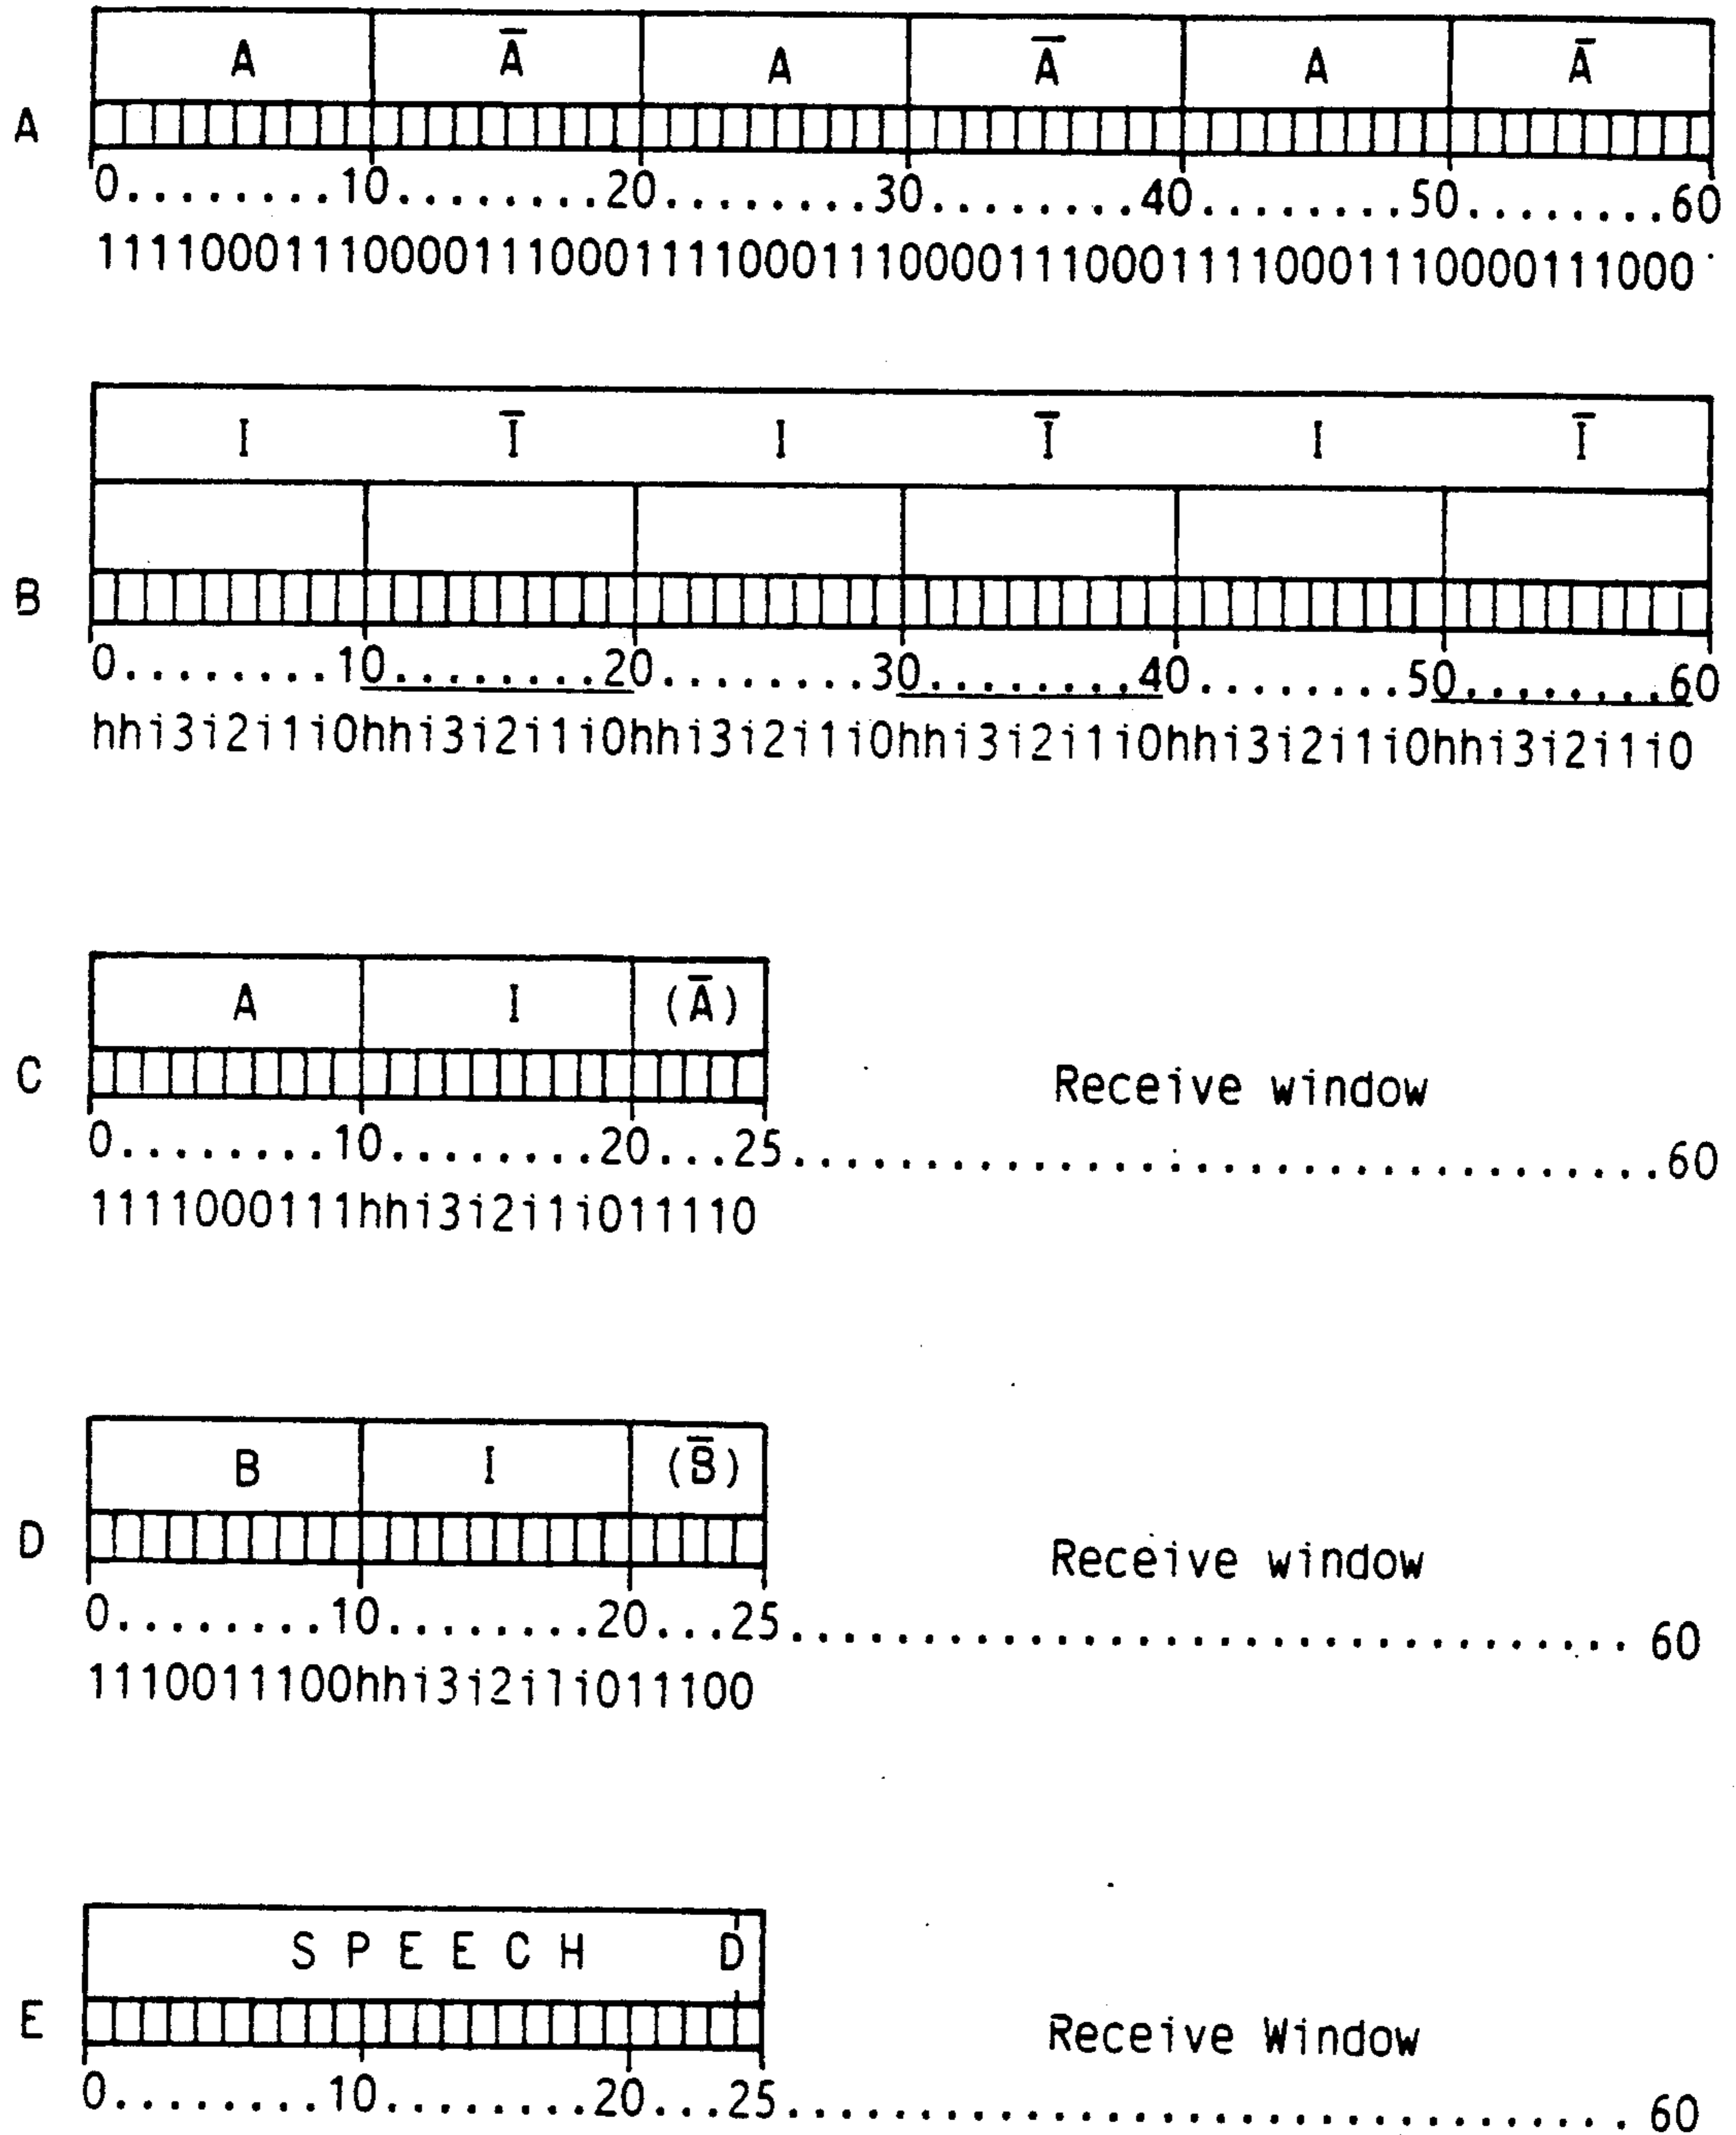 A A̅ A A̅ A A̅
A
0........10........20........30........40........50........60
111100011100001110001111000111000011100011110001110000111000
I I̅ I I̅ I I̅
B
0........10........20........30........40........50........60
hhi3i2i1i0hhi3i2i1i0hhi3i2i1i0hhi3i2i1i0hhi3i2i1i0hhi3i2i1i0
A I (A̅)
C Receive window
0........10........20...25.................................60
1111000111hhi3i2i1i011110
B I (B̅)
D Receive window
0........10........20...25................................ 60
1110011100hhi3i2i1i011100
S P E E C H D
E Receive Window
0........10........20...25................................ 60